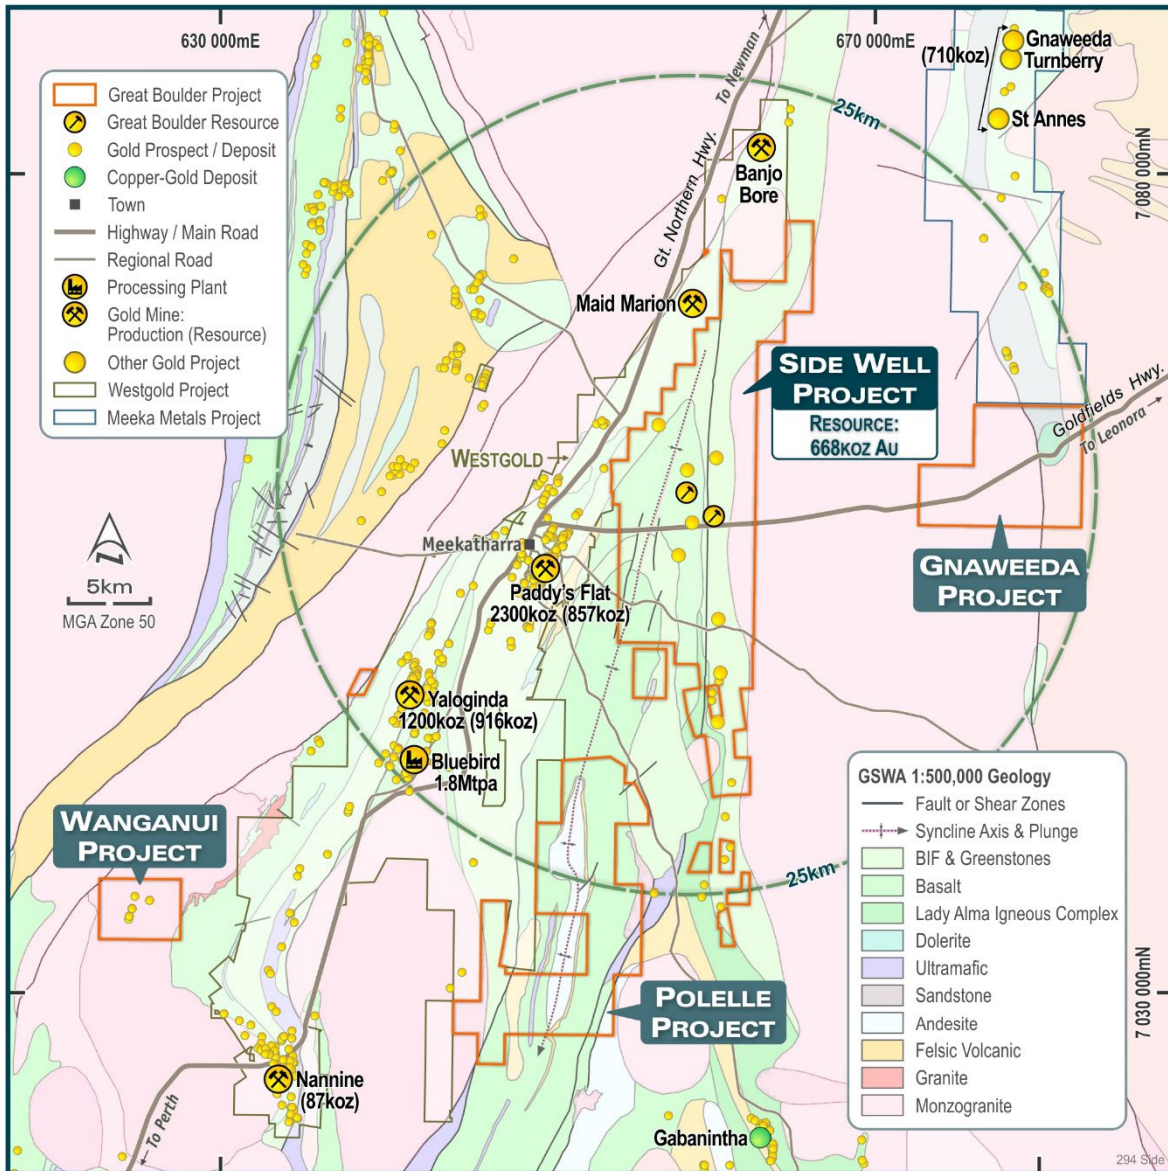 630 000mE
670 000mE
To Newman
Great Boulder Project
Great Boulder Resource
Gold Prospect / Deposit
Copper-Gold Deposit
Town
Highway / Main Road
Regional Road
Processing Plant
Gold Mine:
Production (Resource)
Other Gold Project
Westgold Project
Meeka Metals Project
(710koz)
Gnaweeda
Turnberry
St Annes
25km
Banjo
Bore
7 080 000mN
Gt. Northern Hwy.
Maid Marion
SIDE WELL
PROJECT
RESOURCE:
668KOZ AU
Goldfields Hwy.
To Leonora
WESTGOLD
N
5km
MGA Zone 50
Meekatharra
Paddy's Flat
2300koz (857koz)
GNAWEEDA
PROJECT
Yaloginda
1200koz (916koz)
Bluebird
1.8Mtpa
WANGANUI
PROJECT
25km
GSWA 1:500,000 Geology
Fault or Shear Zones
Syncline Axis & Plunge
BIF & Greenstones
Basalt
Lady Alma Igneous Complex
Dolerite
Ultramafic
Sandstone
Andesite
Felsic Volcanic
Granite
Monzogranite
POLELLE
PROJECT
7 030 000mN
Nannine
(87koz)
To Perth
Gabanintha
294 Side